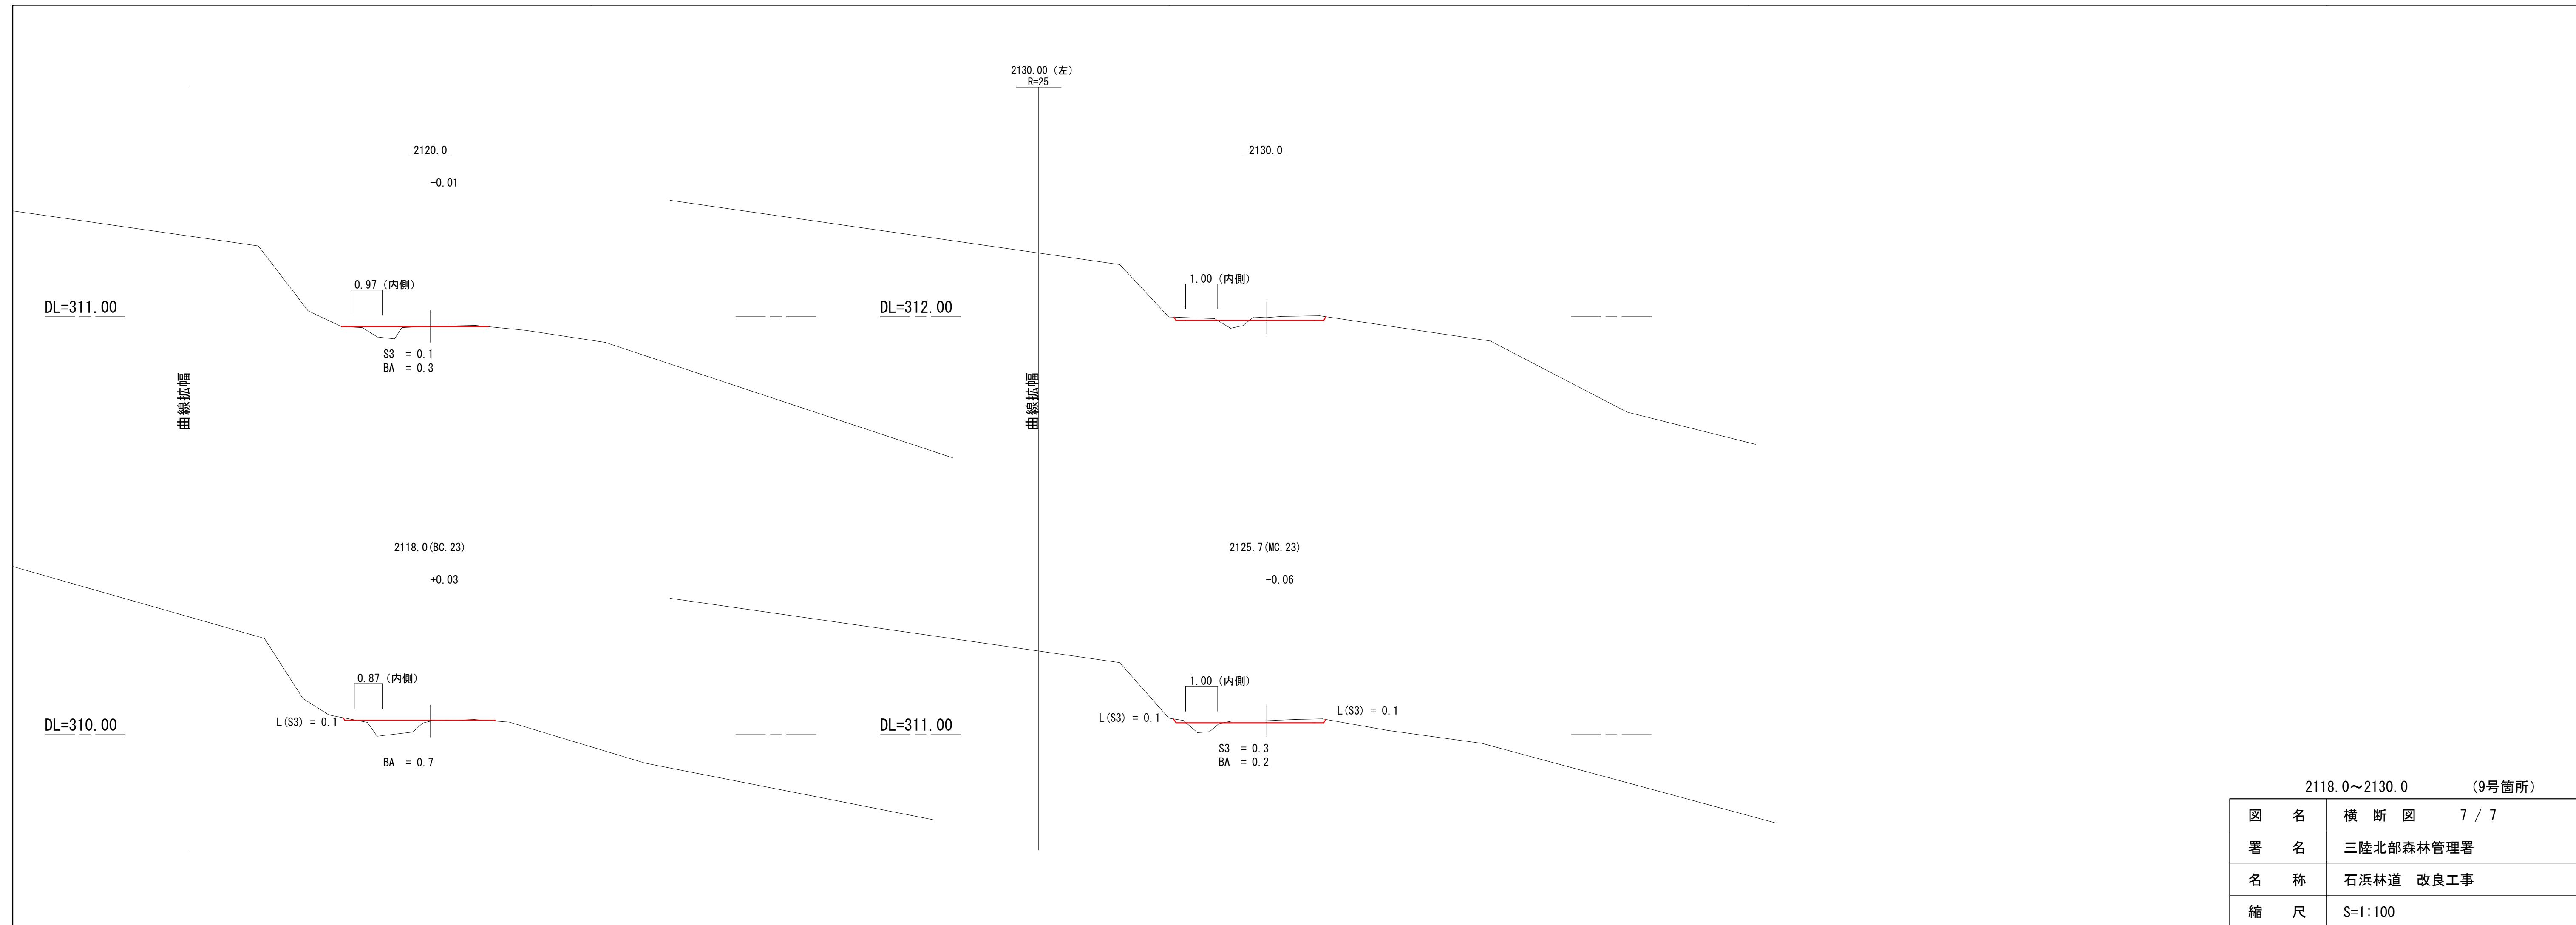 2130.00 (左)
R=25
2120.0
-0.01
0.97 (内側)
DL=311.00
S3 = 0.1
BA = 0.3
曲線拡幅
2130.0
1.00 (内側)
DL=312.00
曲線拡幅
2118.0(BC.23)
+0.03
0.87 (内側)
L(S3) = 0.1
DL=310.00
BA = 0.7
2125.7(MC.23)
-0.06
1.00 (内側)
L(S3) = 0.1
L(S3) = 0.1
DL=311.00
S3 = 0.3
BA = 0.2
2118.0～2130.0 (9号箇所)
図 名 横 断 図 7 / 7
署 名 三陸北部森林管理署
名 称 石浜林道 改良工事
縮 尺 S=1:100